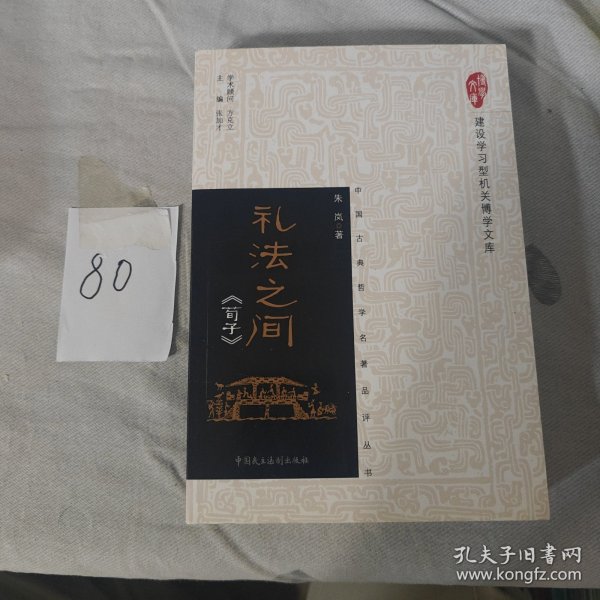 博学
文库
建设学习型机关博学文库
学术顾问 方克立
主编 张加才
中国古典哲学名著品评丛书
朱岚 著
礼法之间
《荀子》
中国民主法制出版社
80
孔夫子旧书网
www.kongfz.com